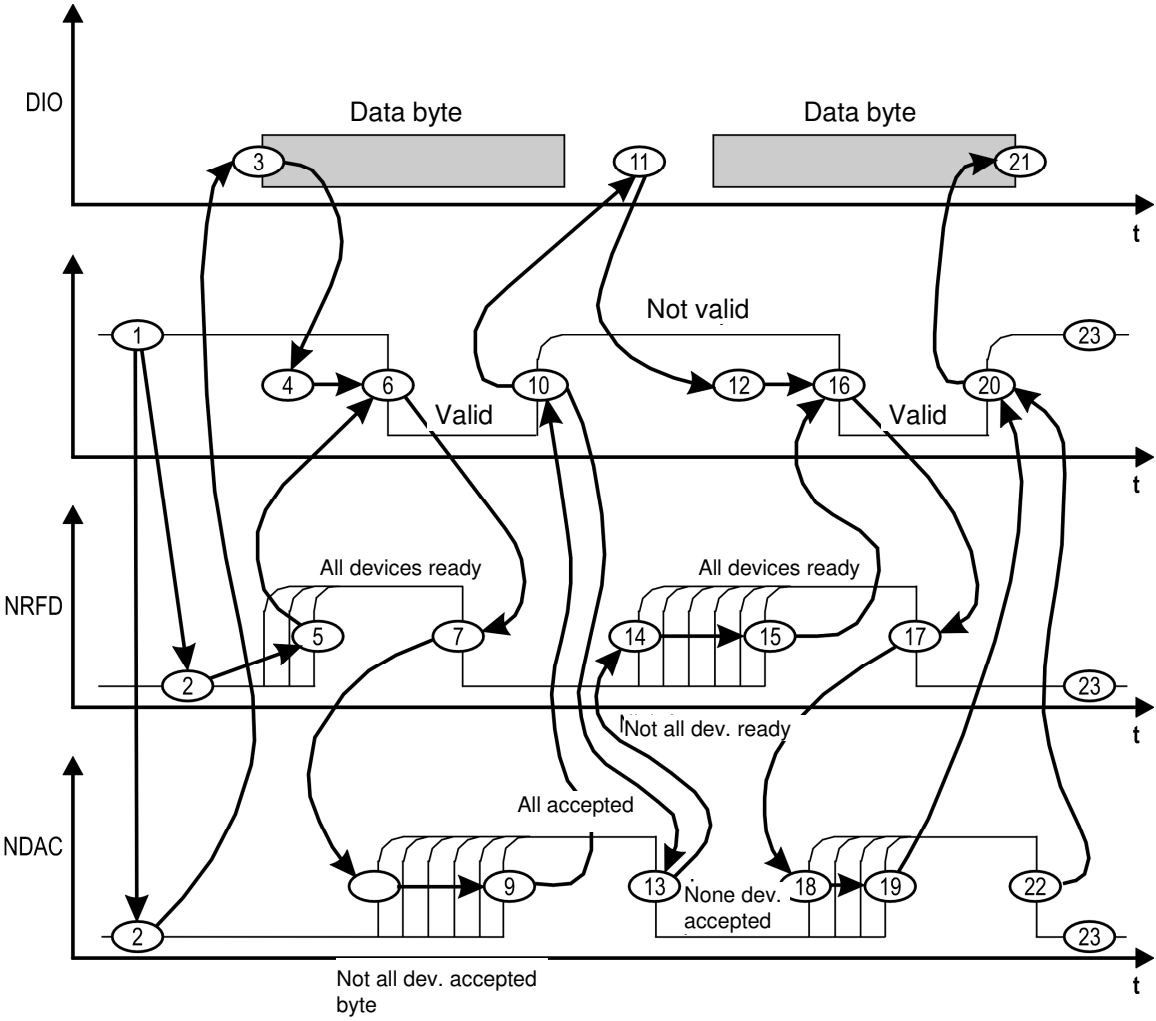 Data byte
Data byte
DIO
3
11
21
t
1
Not valid
23
4
6
10
12
16
20
Valid
Valid
t
All devices ready
All devices ready
NRFD
5
7
14
15
17
2
23
Not all dev. ready
t
All accepted
NDAC
9
13
18
19
22
None dev.
accepted
2
23
Not all dev. accepted
byte
t